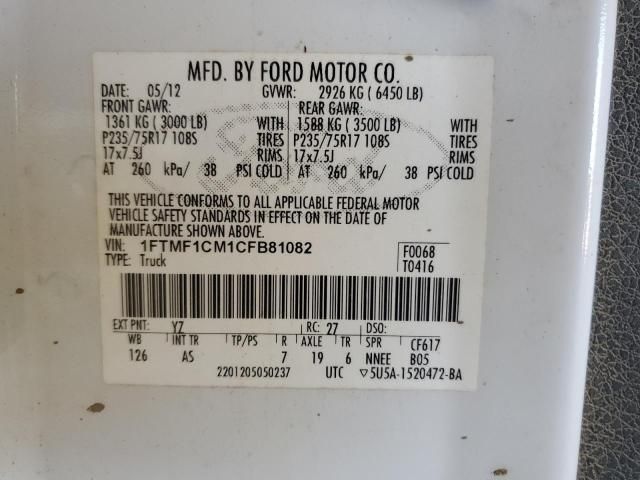 MFD. BY FORD MOTOR CO.
DATE: 05/12 GVWR: 2926 KG ( 6450 LB)
FRONT GAWR: REAR GAWR:
1361 KG ( 3000 LB) WITH 1588 KG ( 3500 LB) WITH
P235/75R17 108S TIRES P235/75R17 108S TIRES
17x7.5J RIMS 17x7.5J RIMS
AT 260 kPa/ 38 PSI COLD AT 260 kPa/ 38 PSI COLD
THIS VEHICLE CONFORMS TO ALL APPLICABLE FEDERAL MOTOR
VEHICLE SAFETY STANDARDS IN EFFECT ON THE DATE OF
MANUFACTURE SHOWN ABOVE.
VIN: 1FTMF1CM1CFB81082 F0068
TYPE: Truck T0416
EXT PNT: YZ RC: 27 DSO:
WB INT TR TP/PS R AXLE TR SPR CF617
126 AS 7 19 6 NNEE B05
2201205050237 UTC ▽5U5A-1520472-BA